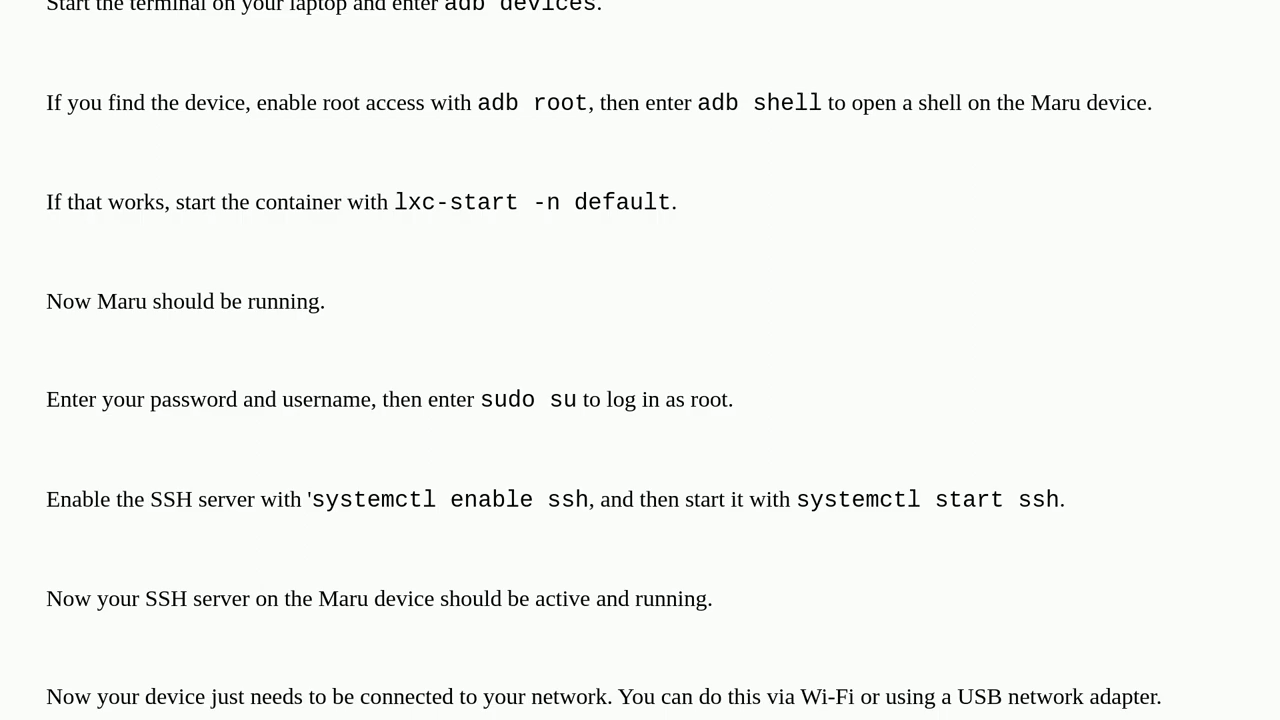 Start the terminal on your laptop and enter adb devices.
If you find the device, enable root access with adb root, then enter adb shell to open a shell on the Maru device.
If that works, start the container with lxc-start -n default.
Now Maru should be running.
Enter your password and username, then enter sudo su to log in as root.
Enable the SSH server with 'systemctl enable ssh, and then start it with systemctl start ssh.
Now your SSH server on the Maru device should be active and running.
Now your device just needs to be connected to your network. You can do this via Wi-Fi or using a USB network adapter.